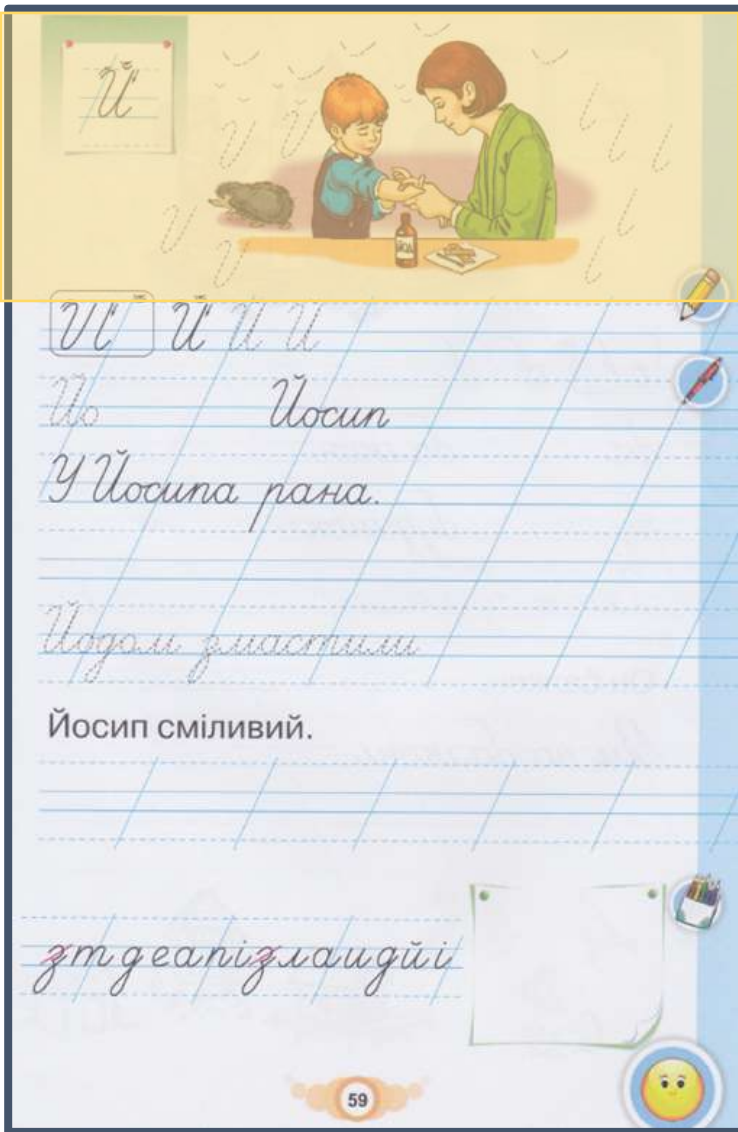 Й
Й Й Й Й
Йо Йосип
У Йосипа рана.
Йодом змастили
Йосип сміливий.
зтдеапізлаидйі
59